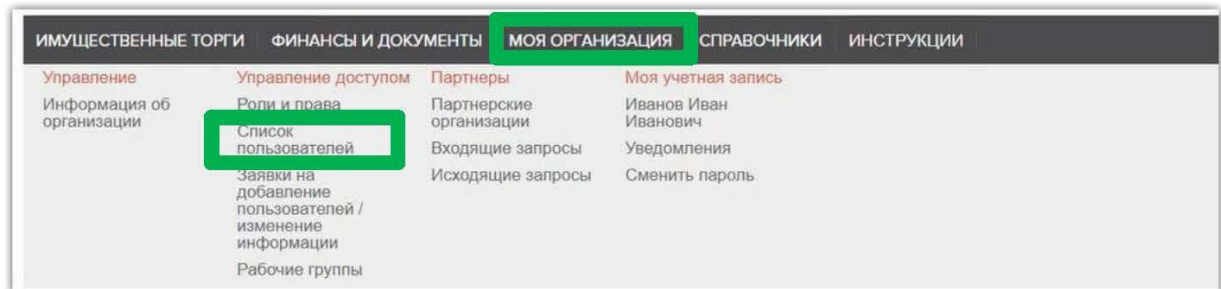 ИМУЩЕСТВЕННЫЕ ТОРГИ ФИНАНСЫ И ДОКУМЕНТЫ МОЯ ОРГАНИЗАЦИЯ СПРАВОЧНИКИ ИНСТРУКЦИИ
Управление
Информация об
организации
Управление доступом
Роли и права
Список
пользователей
Заявки на
добавление
пользователей /
изменение
информации
Рабочие группы
Партнеры
Партнерские
организации
Входящие запросы
Исходящие запросы
Моя учетная запись
Иванов Иван
Иванович
Уведомления
Сменить пароль